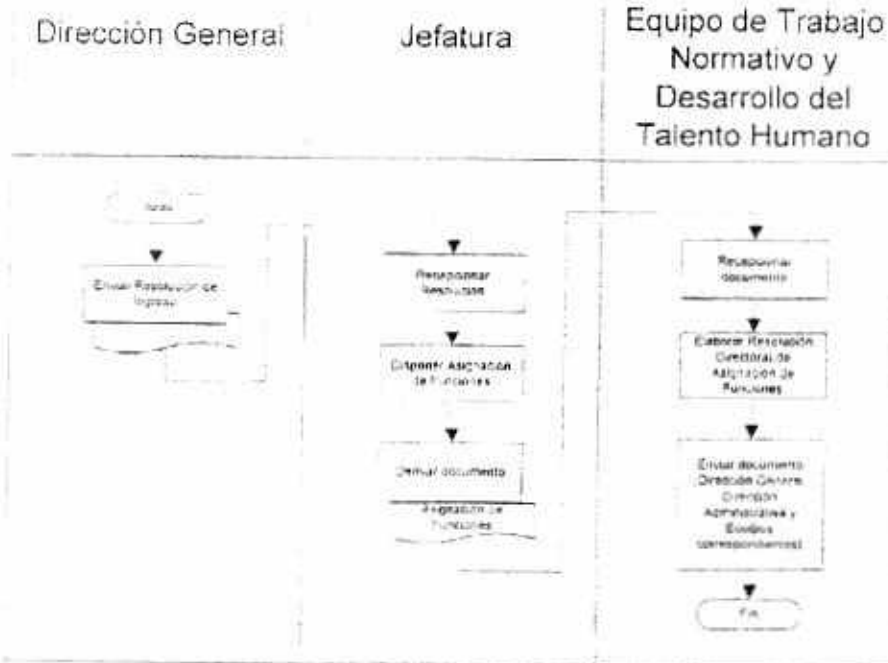 Dirección General
Jefatura
Equipo de Trabajo
Normativo y
Desarrollo del
Talento Humano
Inicio
Enviar Resolución de
Ingreso
Recepcionar
Resolución
Disponer Asignación
de Funciones
Derivar documento
Asignación de
Funciones
Recepcionar
documento
Elaborar Resolución
Directoral de
Asignación de
Funciones
Enviar documento
(Dirección General
Dirección
Administrativa y
Equipos
correspondientes)
Fin